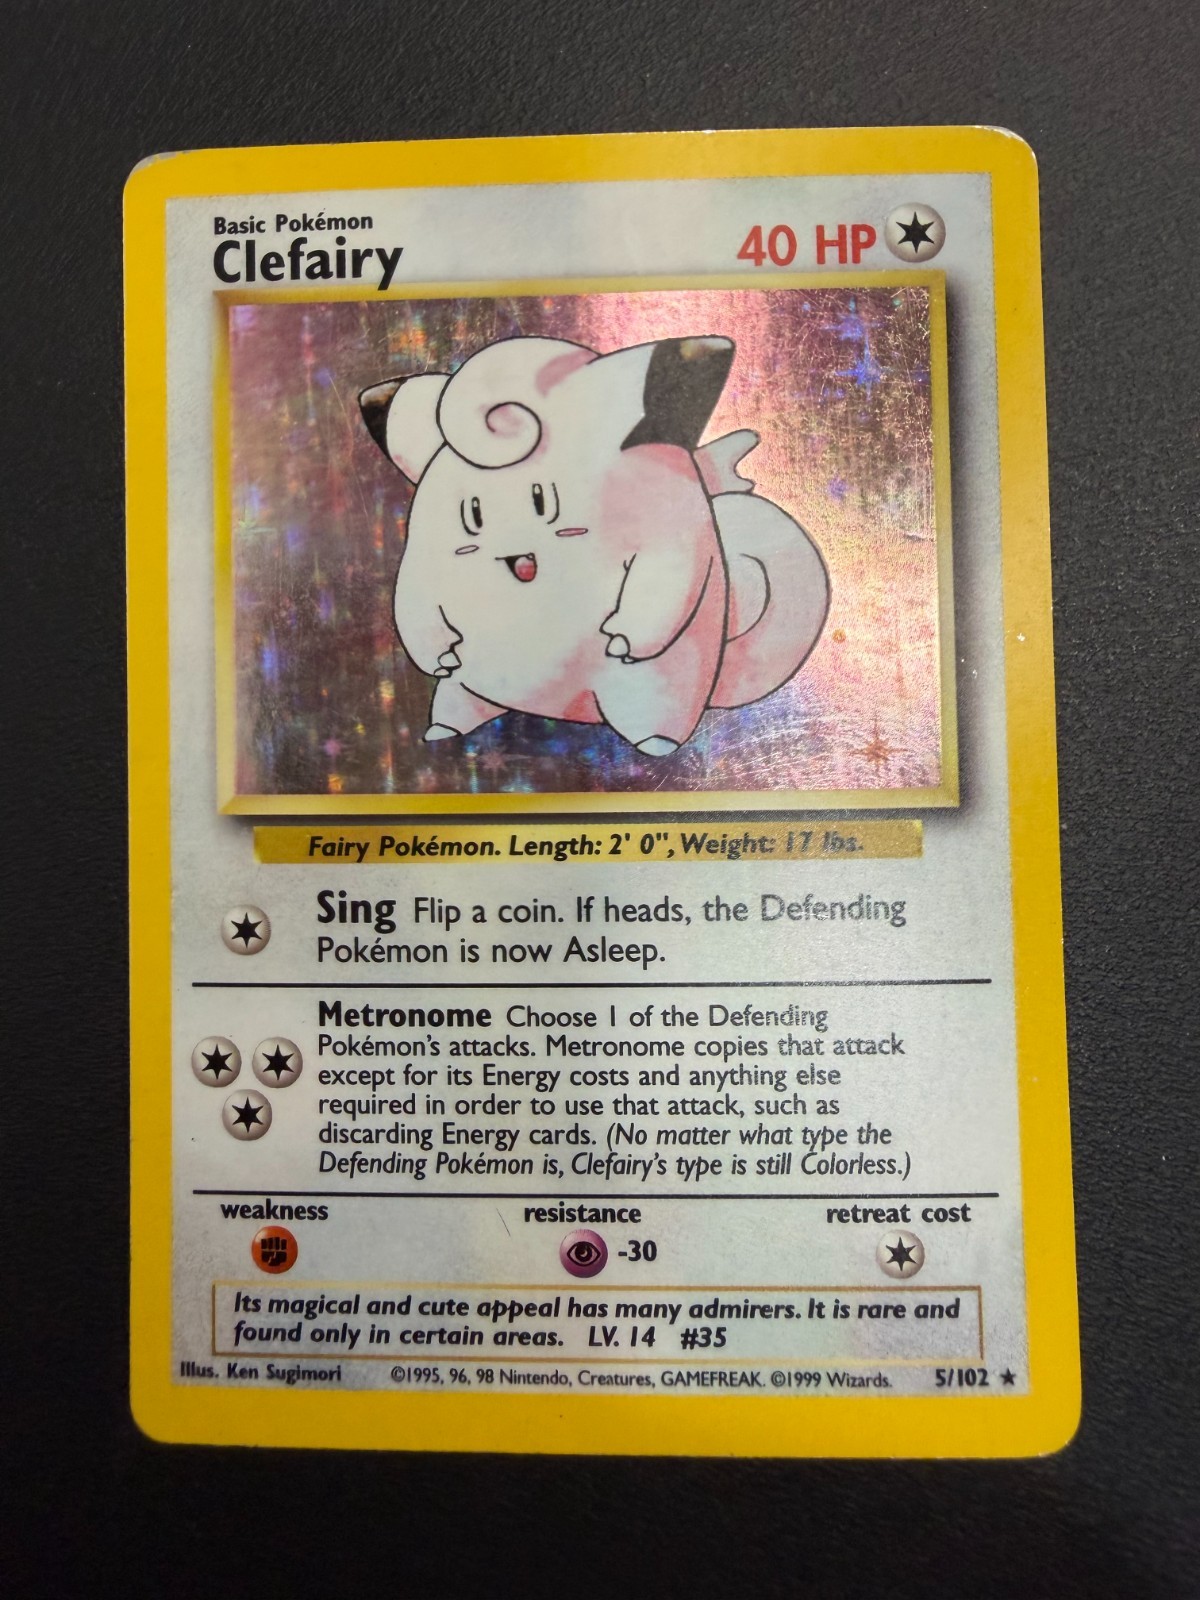 Basic Pokémon
Clefairy
40 HP
Fairy Pokémon. Length: 2' 0", Weight: 17 lbs.
Sing Flip a coin. If heads, the Defending
Pokémon is now Asleep.
Metronome Choose 1 of the Defending
Pokémon's attacks. Metronome copies that attack
except for its Energy costs and anything else
required in order to use that attack, such as
discarding Energy cards. (No matter what type the
Defending Pokémon is, Clefairy's type is still Colorless.)
weakness resistance retreat cost
-30
Its magical and cute appeal has many admirers. It is rare and
found only in certain areas. LV. 14 #35
Illus. Ken Sugimori ©1995, 96, 98 Nintendo, Creatures, GAMEFREAK. ©1999 Wizards. 5/102 ★